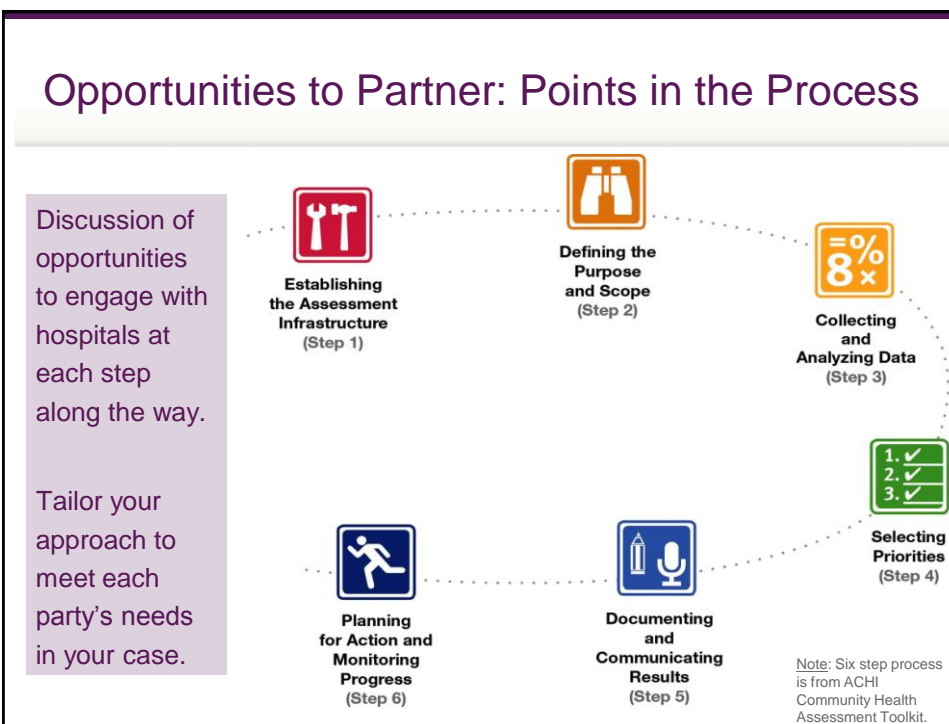 Opportunities to Partner: Points in the Process
Discussion of
opportunities
to engage with
hospitals at
each step
along the way.
Tailor your
approach to
meet each
party’s needs
in your case.
Establishing
the Assessment
Infrastructure
(Step 1)
Defining the
Purpose
and Scope
(Step 2)
=%
8×
Collecting
and
Analyzing Data
(Step 3)
1. ✓
2. ✓
3. ✓
Selecting
Priorities
(Step 4)
Documenting
and
Communicating
Results
(Step 5)
Planning
for Action and
Monitoring
Progress
(Step 6)
Note: Six step process
is from ACHI
Community Health
Assessment Toolkit.